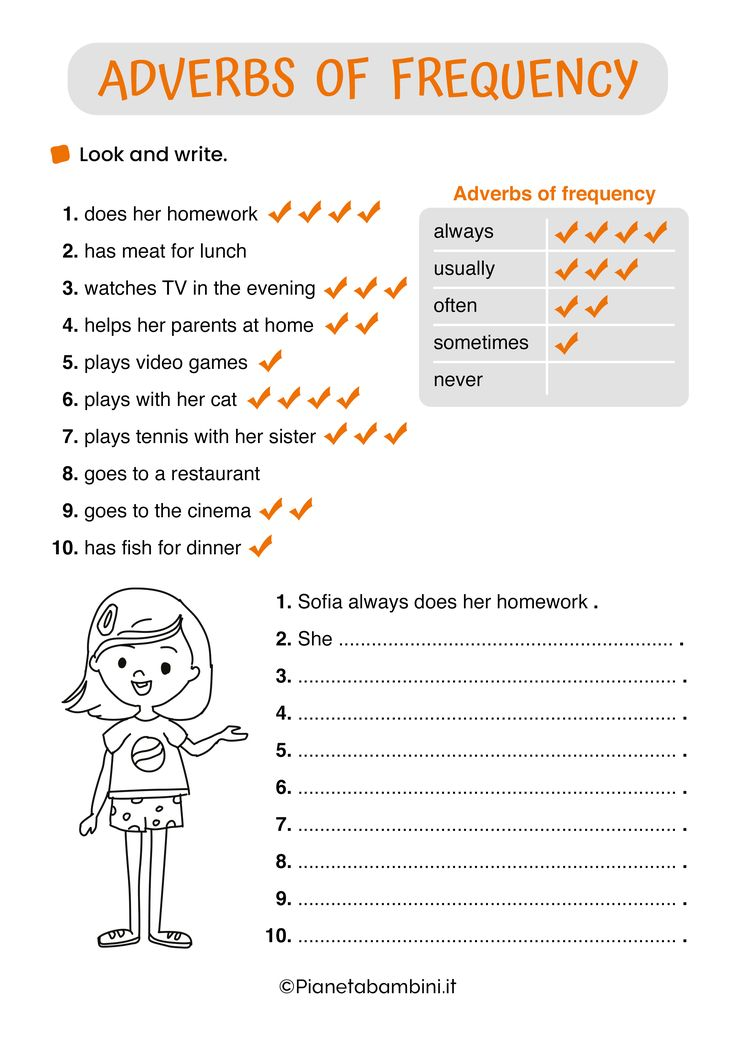 ADVERBS OF FREQUENCY
Look and write.
1. does her homework
2. has meat for lunch
3. watches TV in the evening
4. helps her parents at home
5. plays video games
6. plays with her cat
7. plays tennis with her sister
8. goes to a restaurant
9. goes to the cinema
10. has fish for dinner
Adverbs of frequency
always
usually
often
sometimes
never
1. Sofia always does her homework .
2. She ............................................................ .
3. .................................................................... .
4. .................................................................... .
5. .................................................................... .
6. .................................................................... .
7. .................................................................... .
8. .................................................................... .
9. .................................................................... .
10. .................................................................... .
©Pianetabambini.it